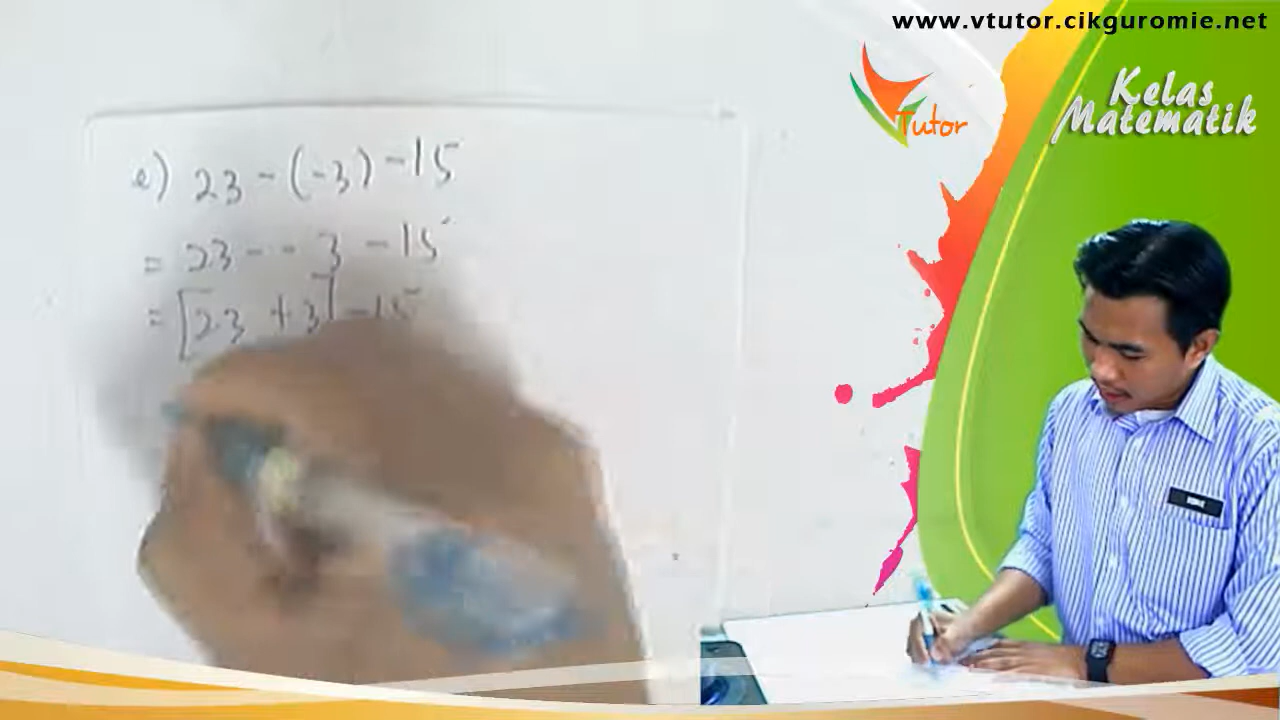 www.vtutor.cikguromie.net
Kelas
Matematik
Tutor
e) 23 - (-3) - 15
= 23 - - 3 - 15
= [23 + 3] - 15